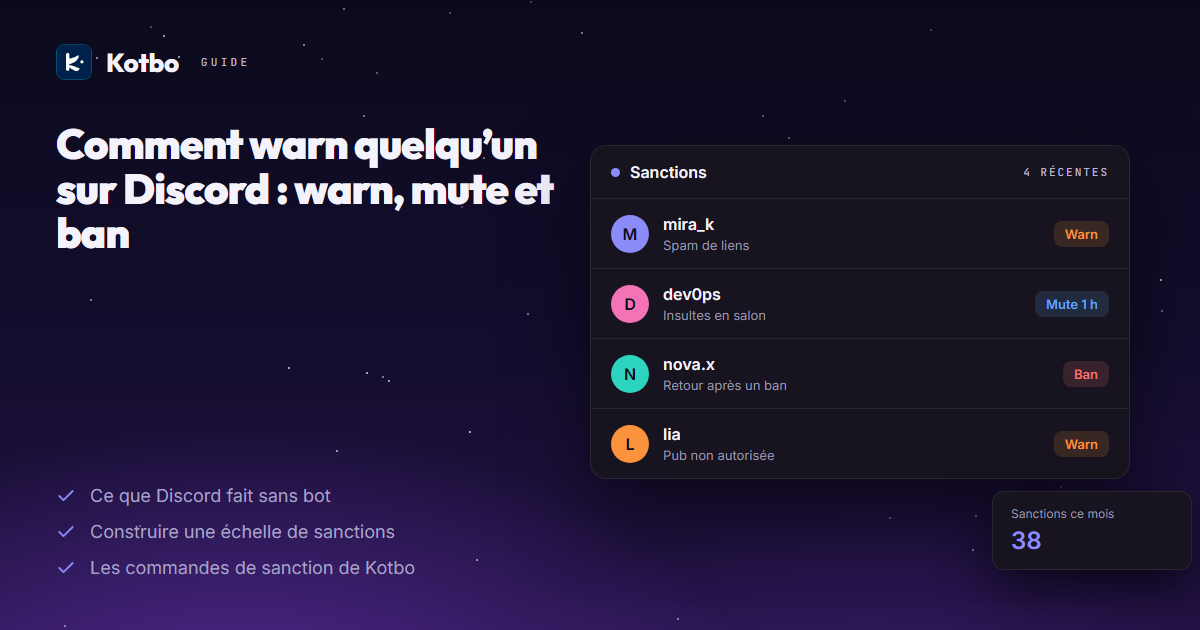 Kotbo GUIDE
Comment warn quelqu’un
sur Discord : warn, mute et
ban
Ce que Discord fait sans bot
Construire une échelle de sanctions
Les commandes de sanction de Kotbo
Sanctions 4 RÉCENTES
M mira_k
Spam de liens
Warn
D dev0ps
Insultes en salon
Mute 1 h
N nova.x
Retour après un ban
Ban
L lia
Pub non autorisée
Warn
Sanctions ce mois
38